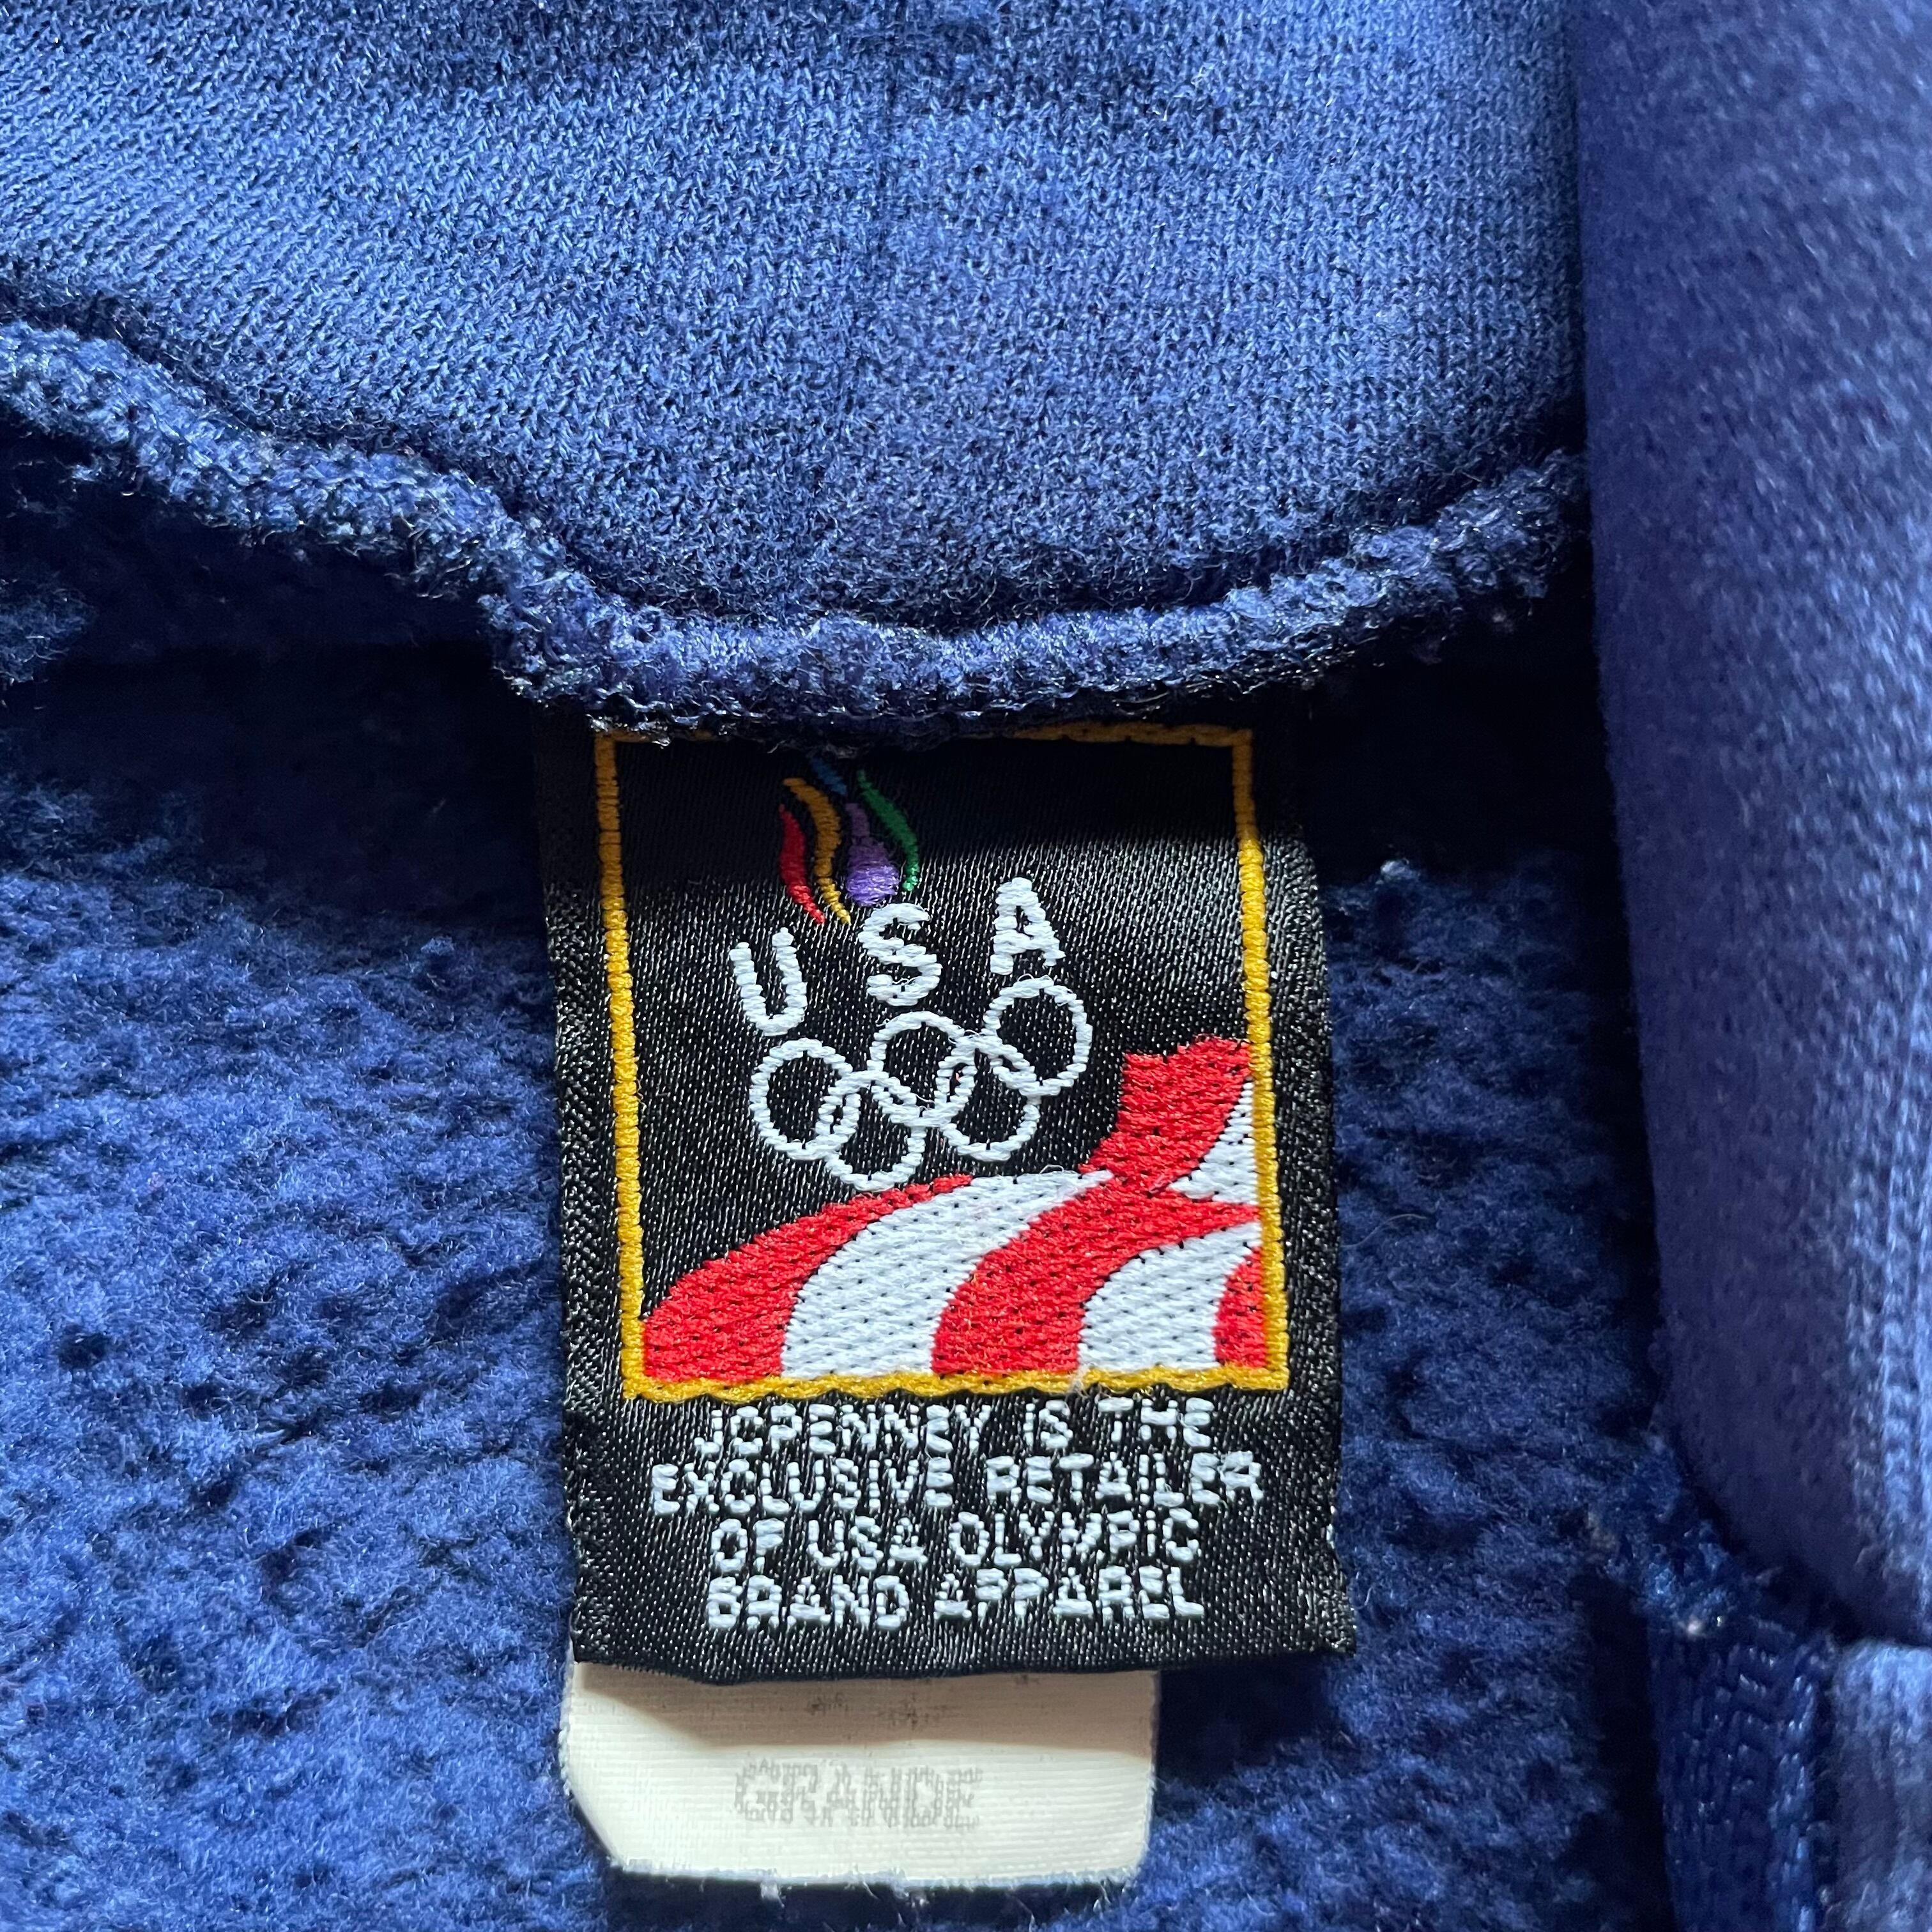 USA
JCPENNEY IS THE
EXCLUSIVE RETAILER
OF USA OLYMPIC
BRAND APPAREL
GRANDE